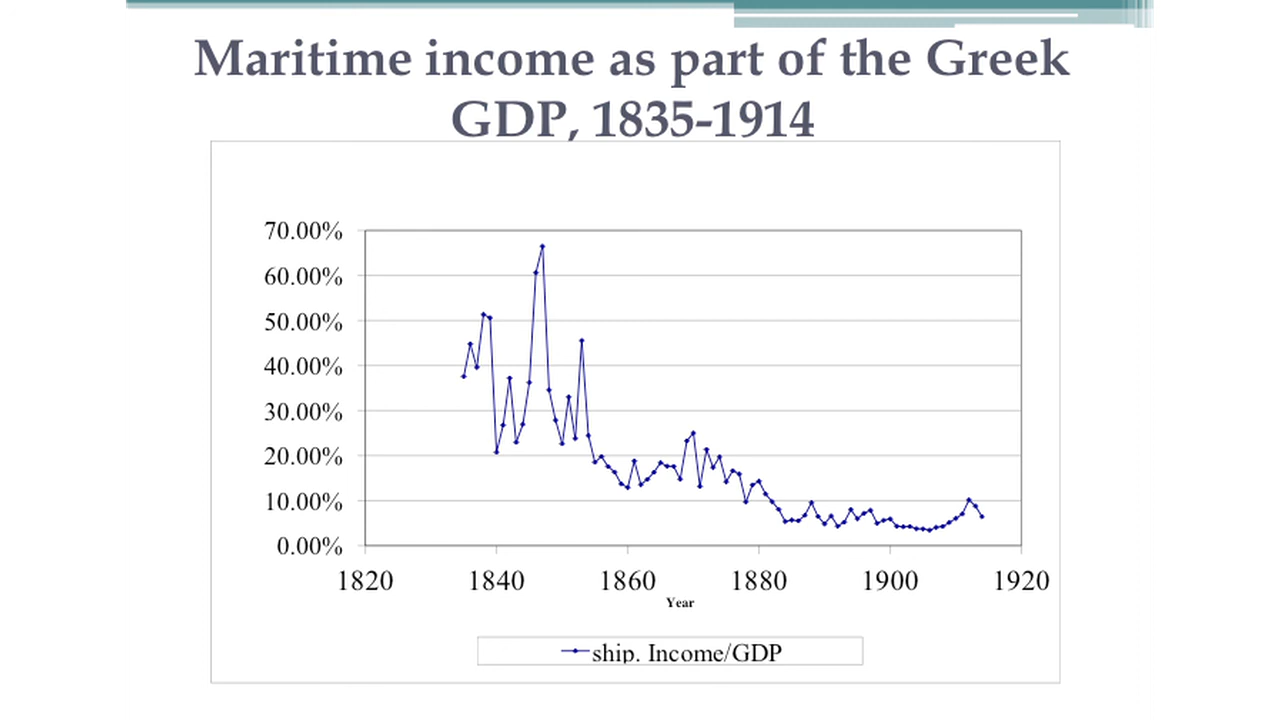 Maritime income as part of the Greek
GDP, 1835-1914
70.00%
60.00%
50.00%
40.00%
30.00%
20.00%
10.00%
0.00%
1820 1840 1860 1880 1900 1920
Year
ship. Income/GDP